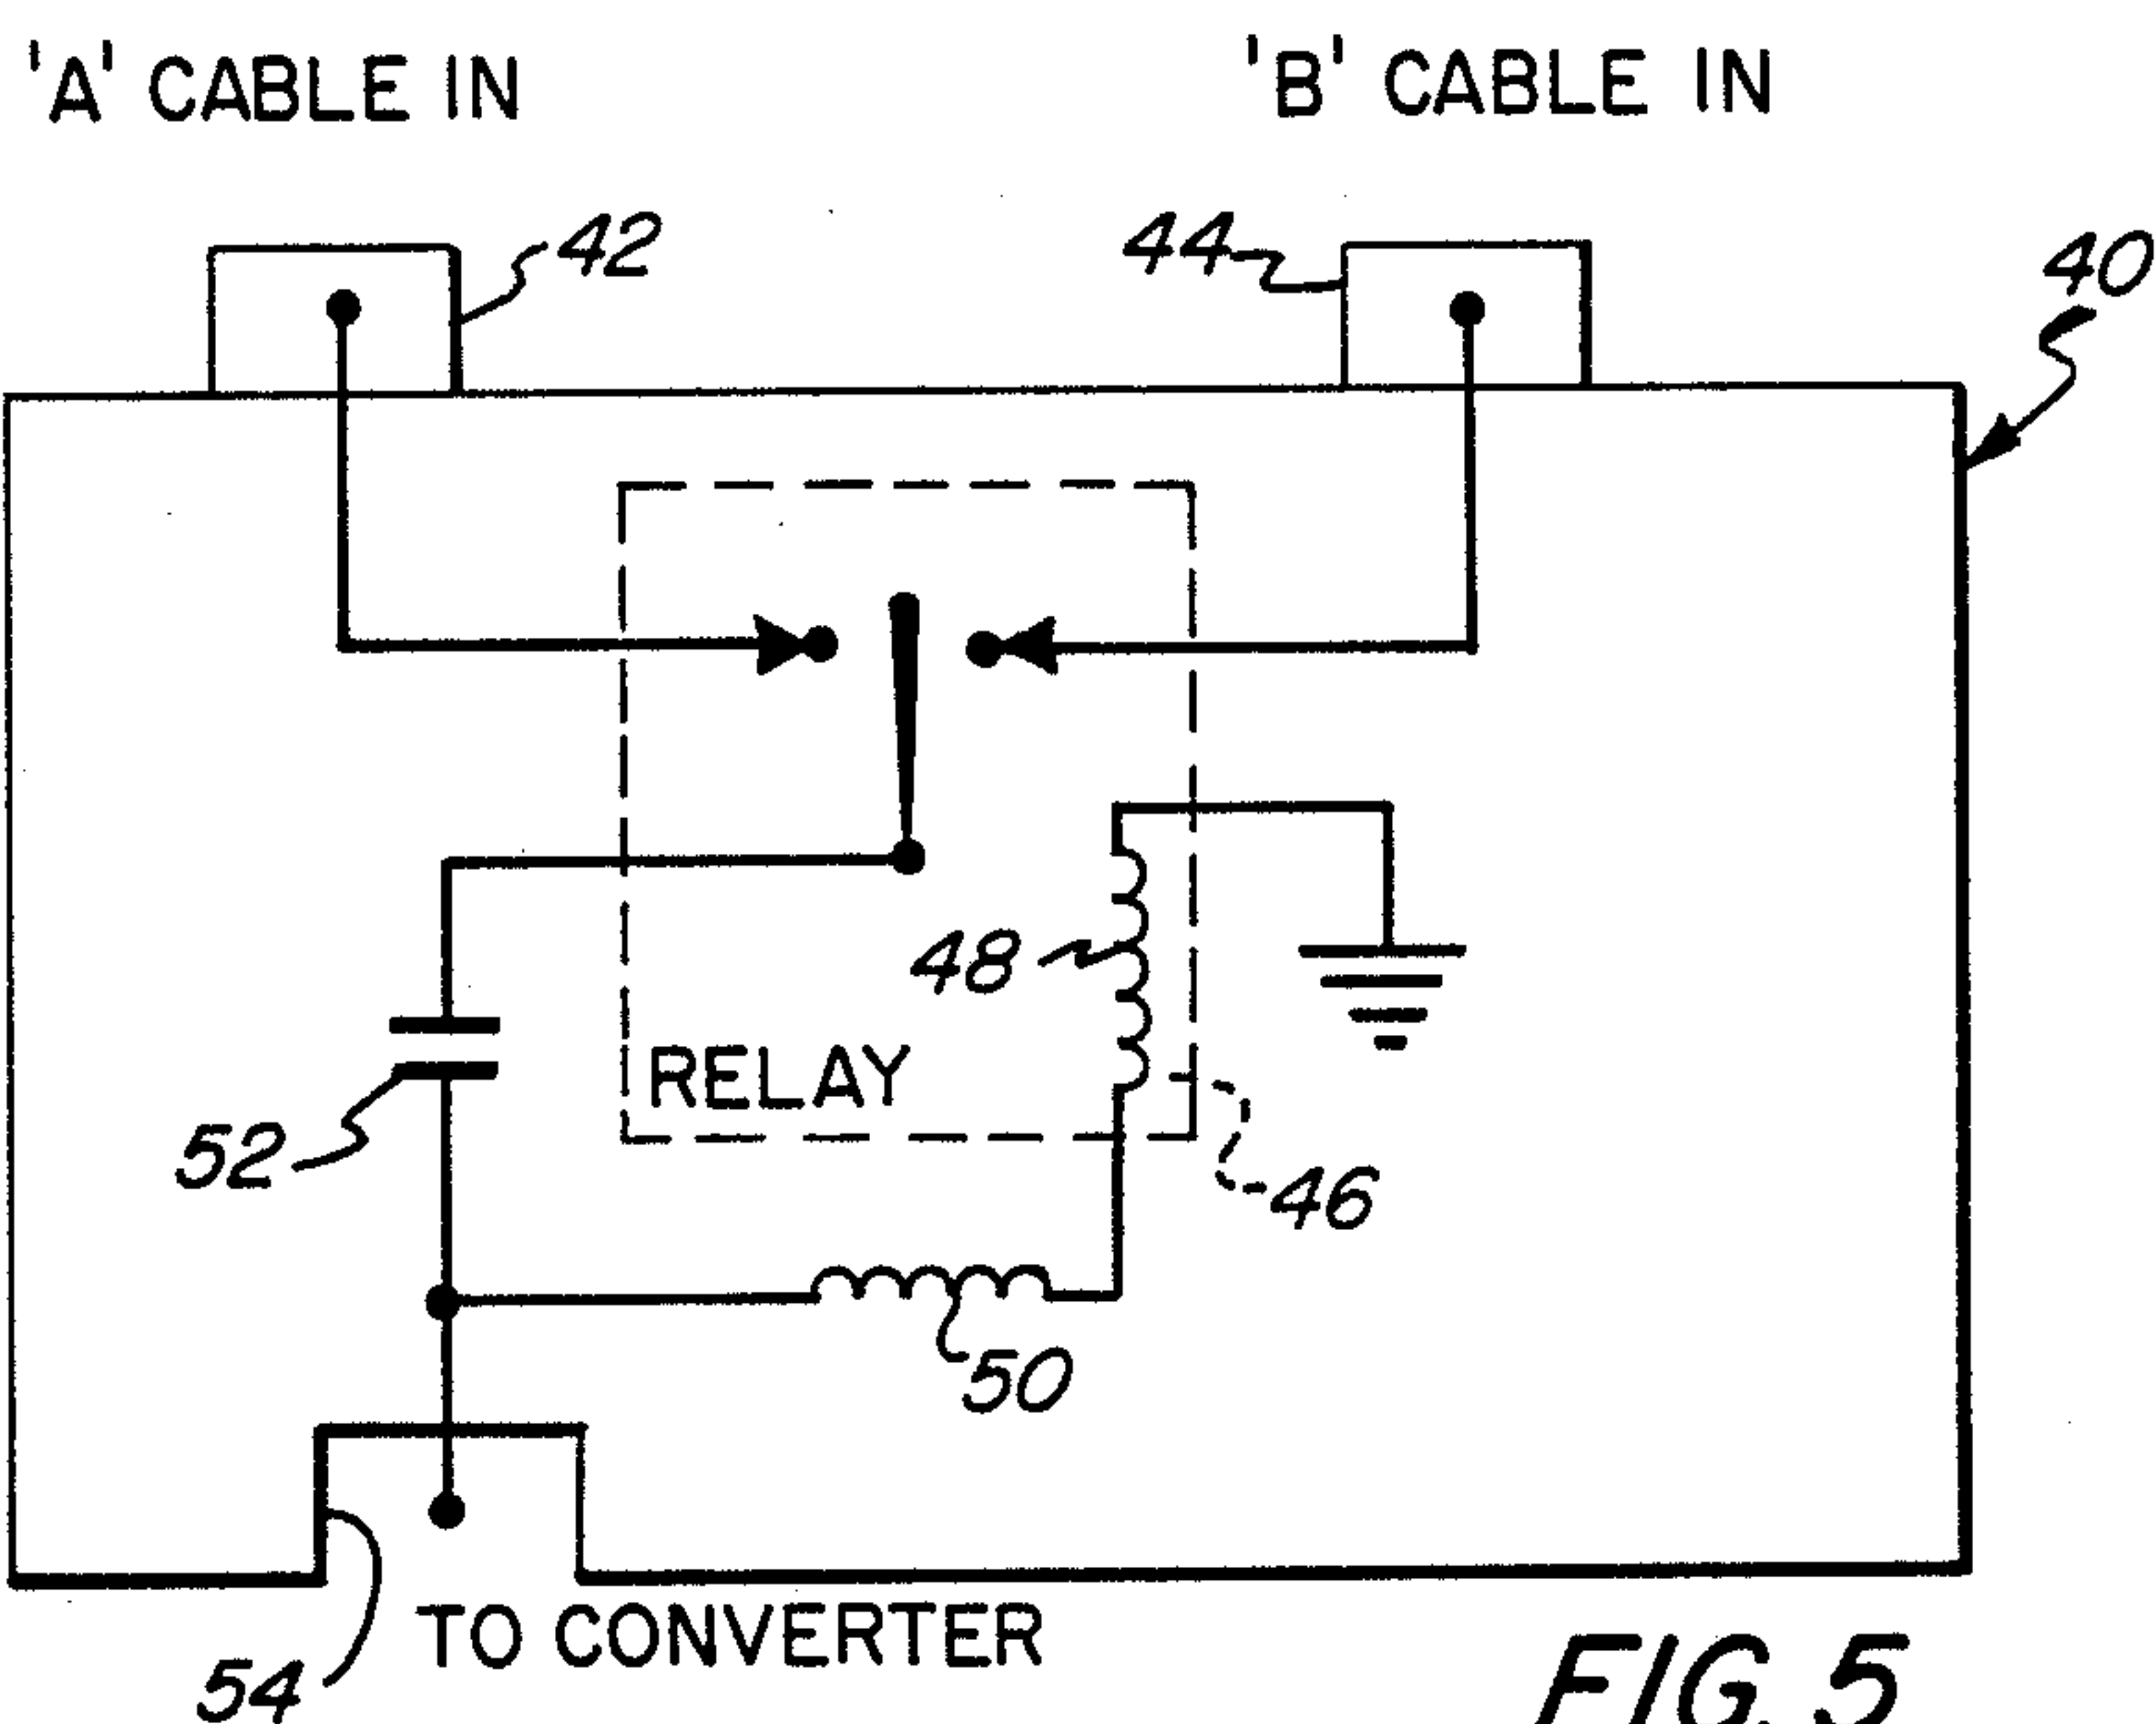 'A' CABLE IN
'B' CABLE IN
42
44
40
48
RELAY
52
46
50
TO CONVERTER
54
FIG. 5